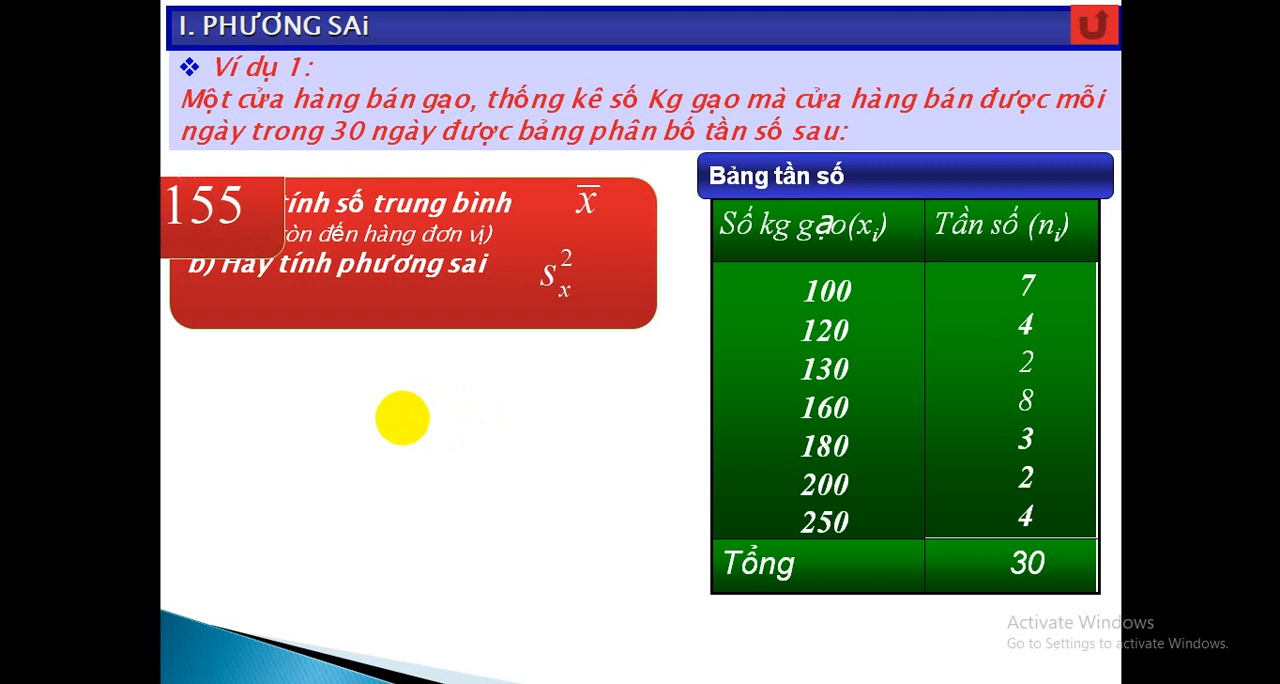 I. PHƯƠNG SAi
❖ Ví dụ 1:
Một cửa hàng bán gạo, thống kê số Kg gạo mà cửa hàng bán được mỗi
ngày trong 30 ngày được bảng phân bố tần số sau:
155
tính số trung bình x̅
òn đến hàng đơn vị)
b) Hãy tính phương sai s²ₓ
Bảng tần số
Số kg gạo(xᵢ) Tần số (nᵢ)
100 7
120 4
130 2
160 8
180 3
200 2
250 4
Tổng 30
Activate Windows
Go to Settings to activate Windows.